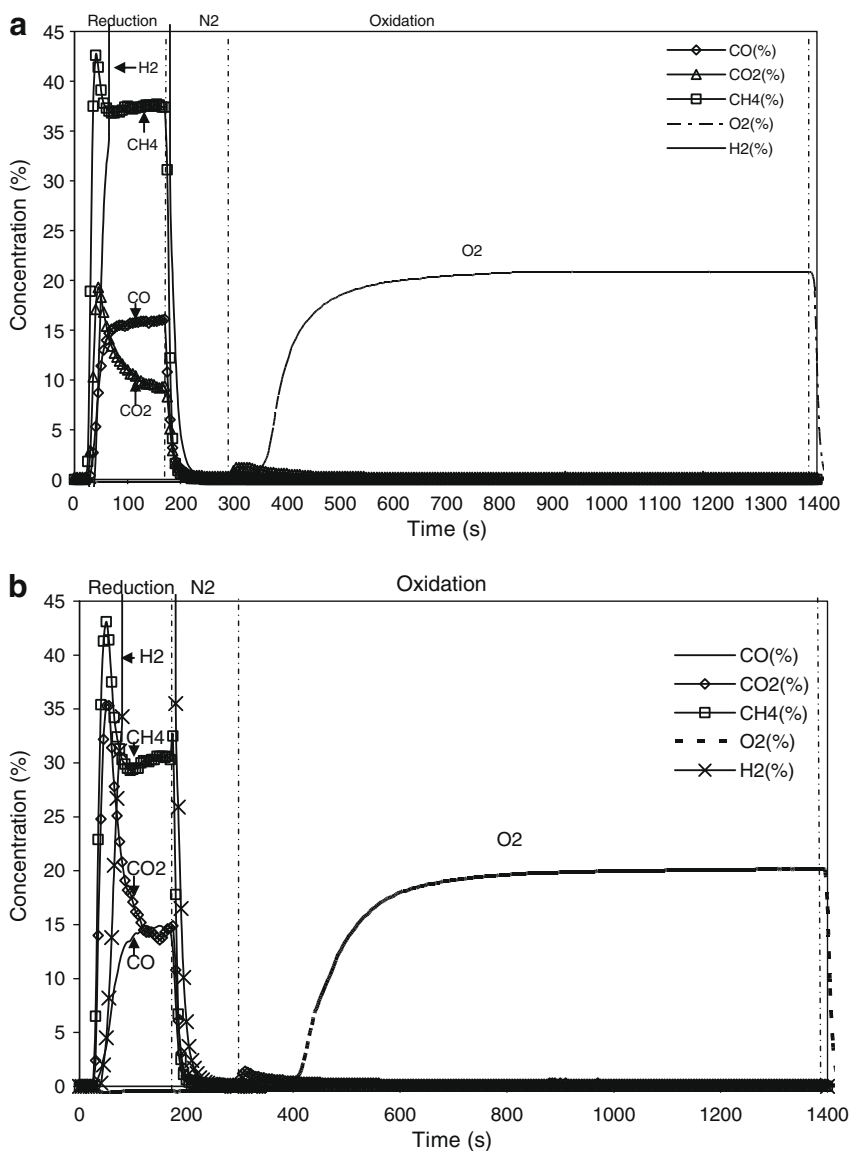 a
Reduction N2 Oxidation
45
40
35
30
25
20
15
10
5
0
Concentration (%)
H2
CH4
CO
CO2
O2
CO(%)
CO2(%)
CH4(%)
O2(%)
H2(%)
0 100 200 300 400 500 600 700 800 900 1000 1100 1200 1300 1400
Time (s)
b
Reduction N2 Oxidation
45
40
35
30
25
20
15
10
5
0
Concentration (%)
H2
CH4
CO2
CO
O2
CO(%)
CO2(%)
CH4(%)
O2(%)
H2(%)
0 200 400 600 800 1000 1200 1400
Time (s)